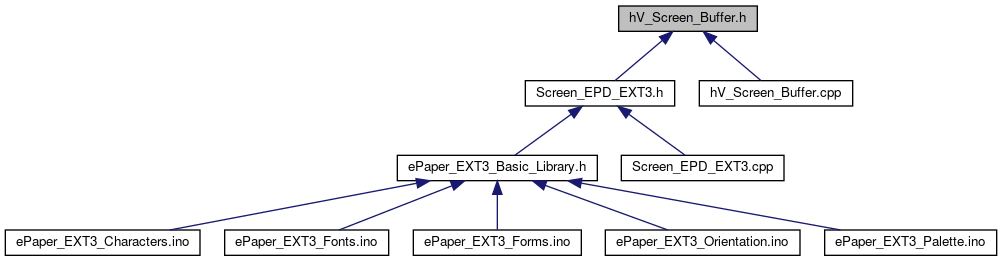 hV_Screen_Buffer.h
Screen_EPD_EXT3.h
hV_Screen_Buffer.cpp
ePaper_EXT3_Basic_Library.h
Screen_EPD_EXT3.cpp
ePaper_EXT3_Characters.ino
ePaper_EXT3_Fonts.ino
ePaper_EXT3_Forms.ino
ePaper_EXT3_Orientation.ino
ePaper_EXT3_Palette.ino